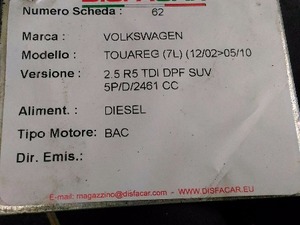 DISFACAR
Numero Scheda : 62
Marca : VOLKSWAGEN
Modello : TOUAREG (7L) (12/02>05/10
Versione : 2.5 R5 TDI DPF SUV
5P/D/2461 CC
Aliment. : DIESEL
Tipo Motore: BAC
Dir. Emis.:
E-mail: magazzino@disfacar.com www.DISFACAR.EU